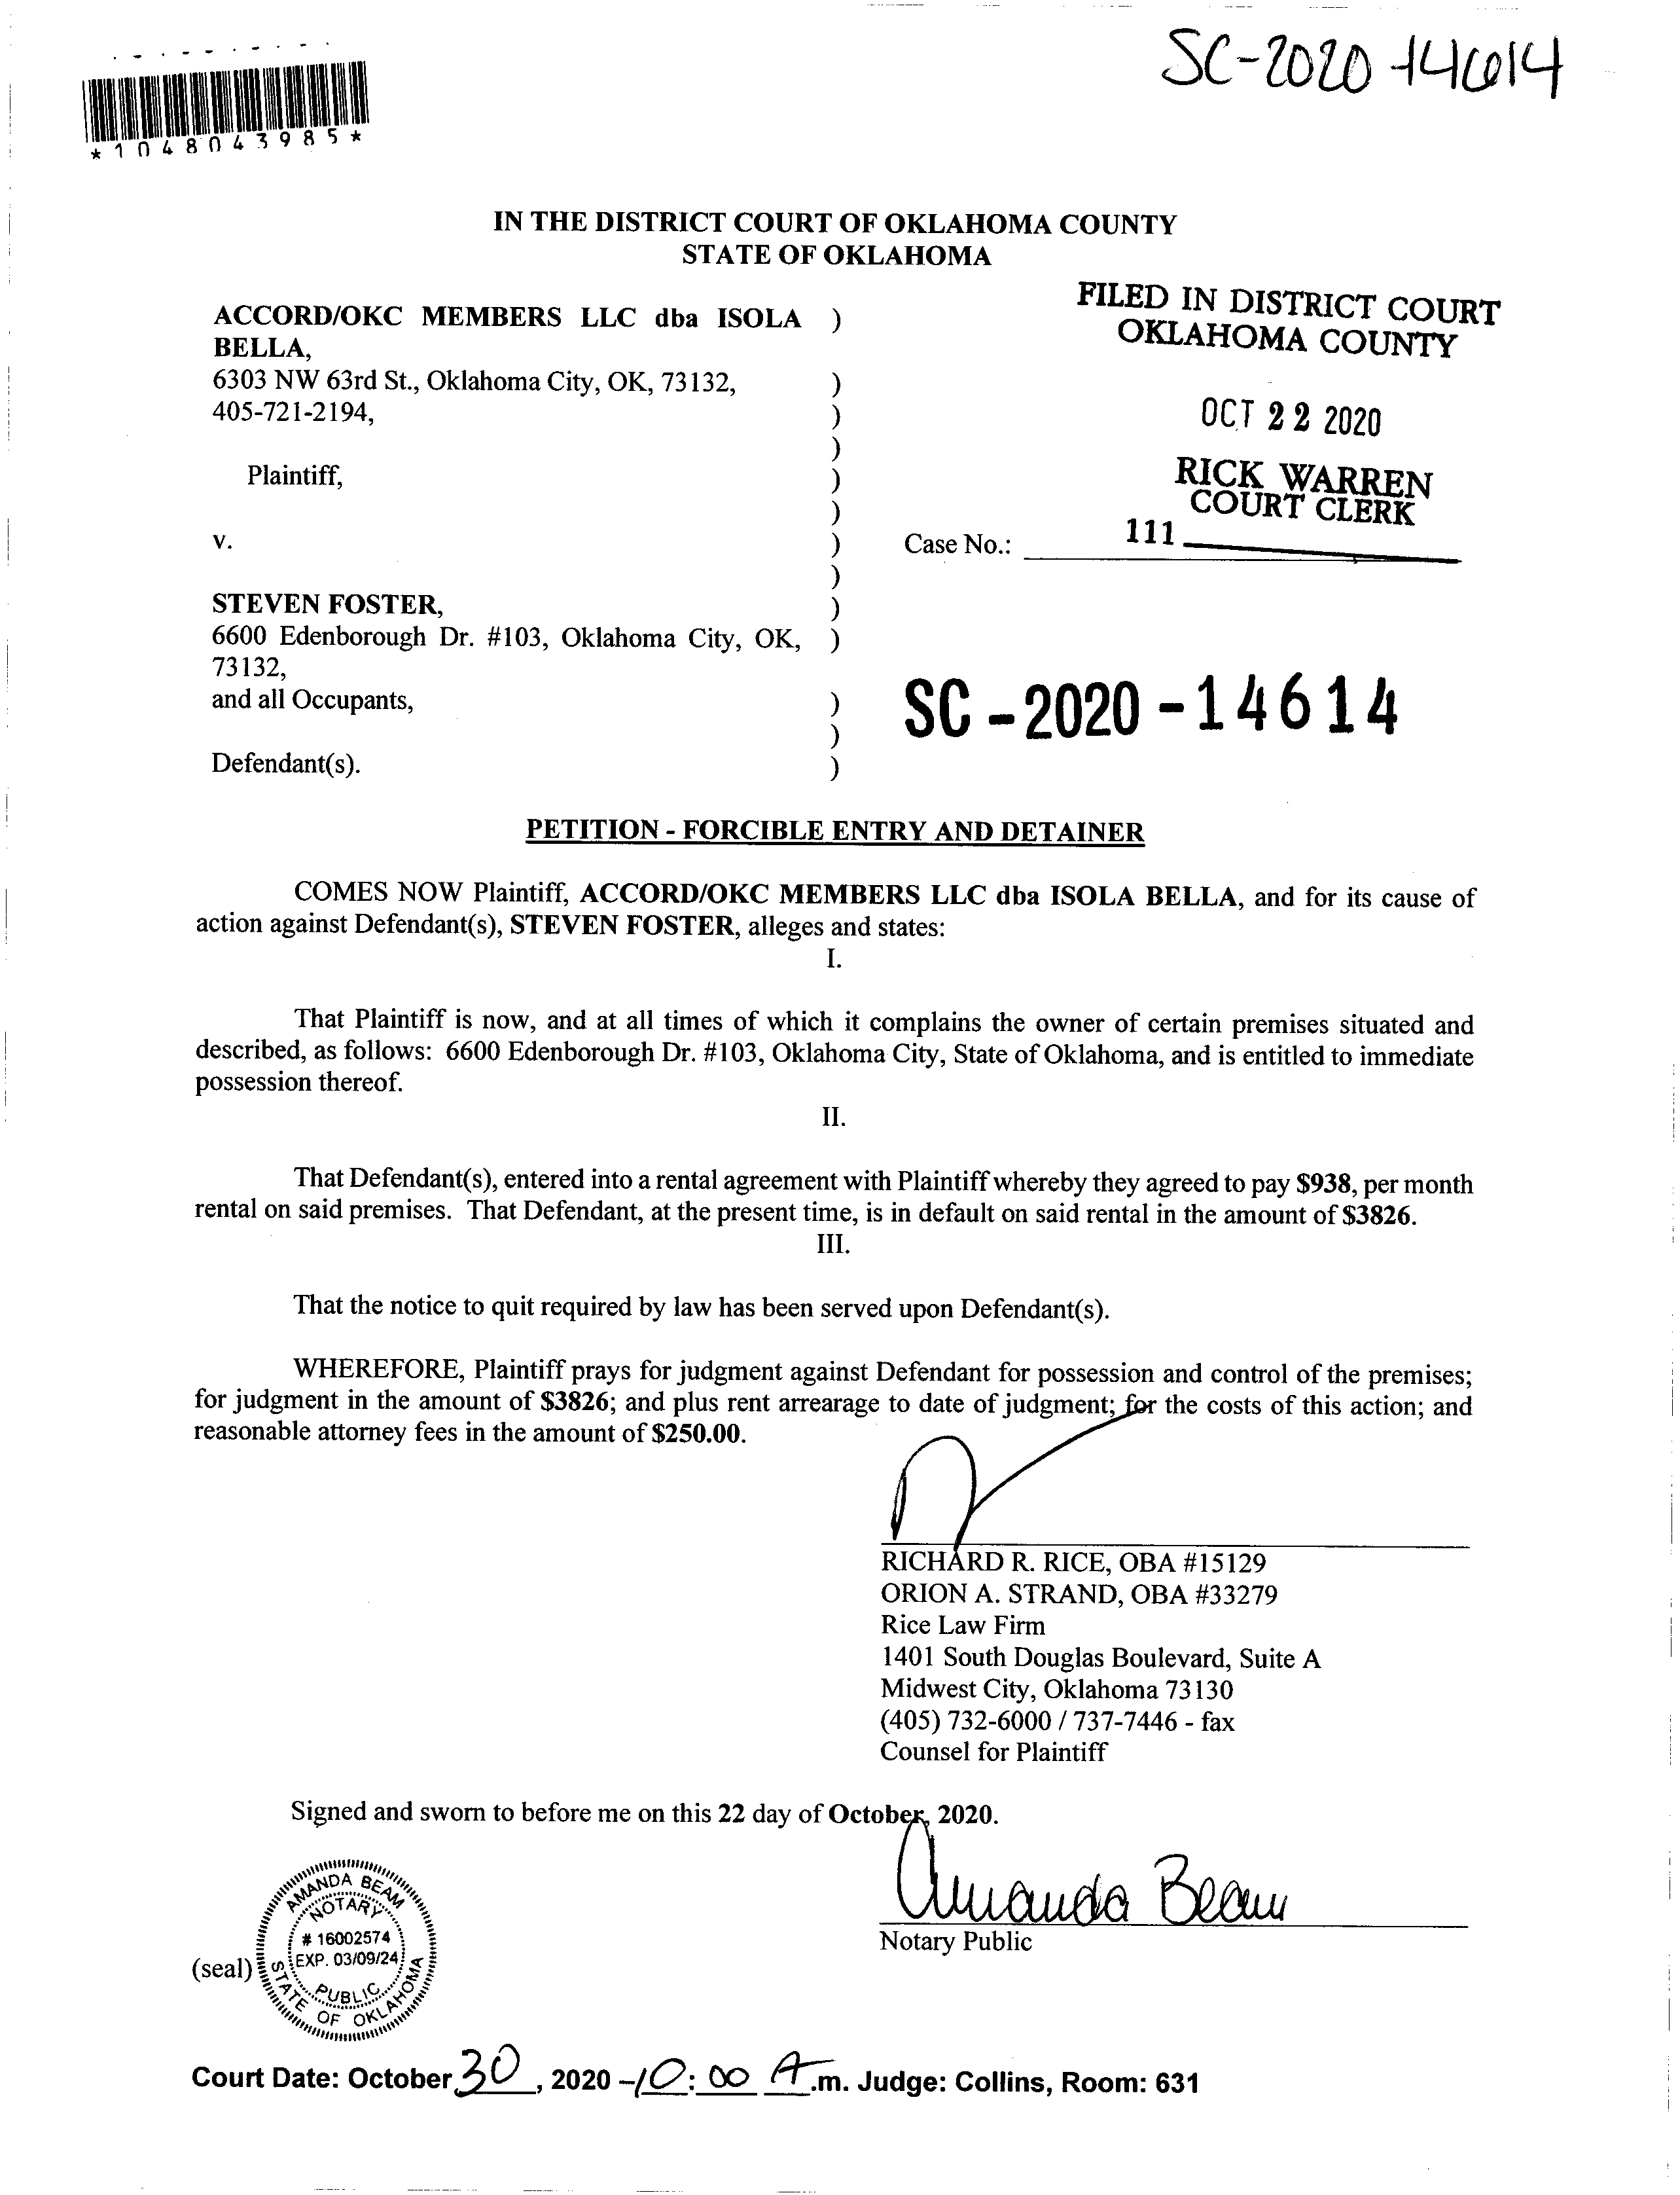 SC-2020-14614
*1048043985*
IN THE DISTRICT COURT OF OKLAHOMA COUNTY
STATE OF OKLAHOMA
ACCORD/OKC MEMBERS LLC dba ISOLA )
BELLA,
6303 NW 63rd St., Oklahoma City, OK, 73132, )
405-721-2194, )
)
Plaintiff, )
)
v. )
)
STEVEN FOSTER, )
6600 Edenborough Dr. #103, Oklahoma City, OK, )
73132,
and all Occupants, )
)
Defendant(s). )
FILED IN DISTRICT COURT
OKLAHOMA COUNTY
OCT 22 2020
RICK WARREN
COURT CLERK
111
Case No.:
SC-2020-14614
PETITION - FORCIBLE ENTRY AND DETAINER
COMES NOW Plaintiff, ACCORD/OKC MEMBERS LLC dba ISOLA BELLA, and for its cause of
action against Defendant(s), STEVEN FOSTER, alleges and states:
I.
That Plaintiff is now, and at all times of which it complains the owner of certain premises situated and
described, as follows: 6600 Edenborough Dr. #103, Oklahoma City, State of Oklahoma, and is entitled to immediate
possession thereof.
II.
That Defendant(s), entered into a rental agreement with Plaintiff whereby they agreed to pay $938, per month
rental on said premises. That Defendant, at the present time, is in default on said rental in the amount of $3826.
III.
That the notice to quit required by law has been served upon Defendant(s).
WHEREFORE, Plaintiff prays for judgment against Defendant for possession and control of the premises;
for judgment in the amount of $3826; and plus rent arrearage to date of judgment; for the costs of this action; and
reasonable attorney fees in the amount of $250.00.
RICHARD R. RICE, OBA #15129
ORION A. STRAND, OBA #33279
Rice Law Firm
1401 South Douglas Boulevard, Suite A
Midwest City, Oklahoma 73130
(405) 732-6000 / 737-7446 - fax
Counsel for Plaintiff
Signed and sworn to before me on this 22 day of October, 2020.
Amanda Beam
Notary Public
(seal)
AMANDA BEAM
NOTARY
# 16002574
EXP. 03/09/24
PUBLIC
STATE OF OKLAHOMA
Court Date: October 30, 2020 - 10:00 A.m. Judge: Collins, Room: 631